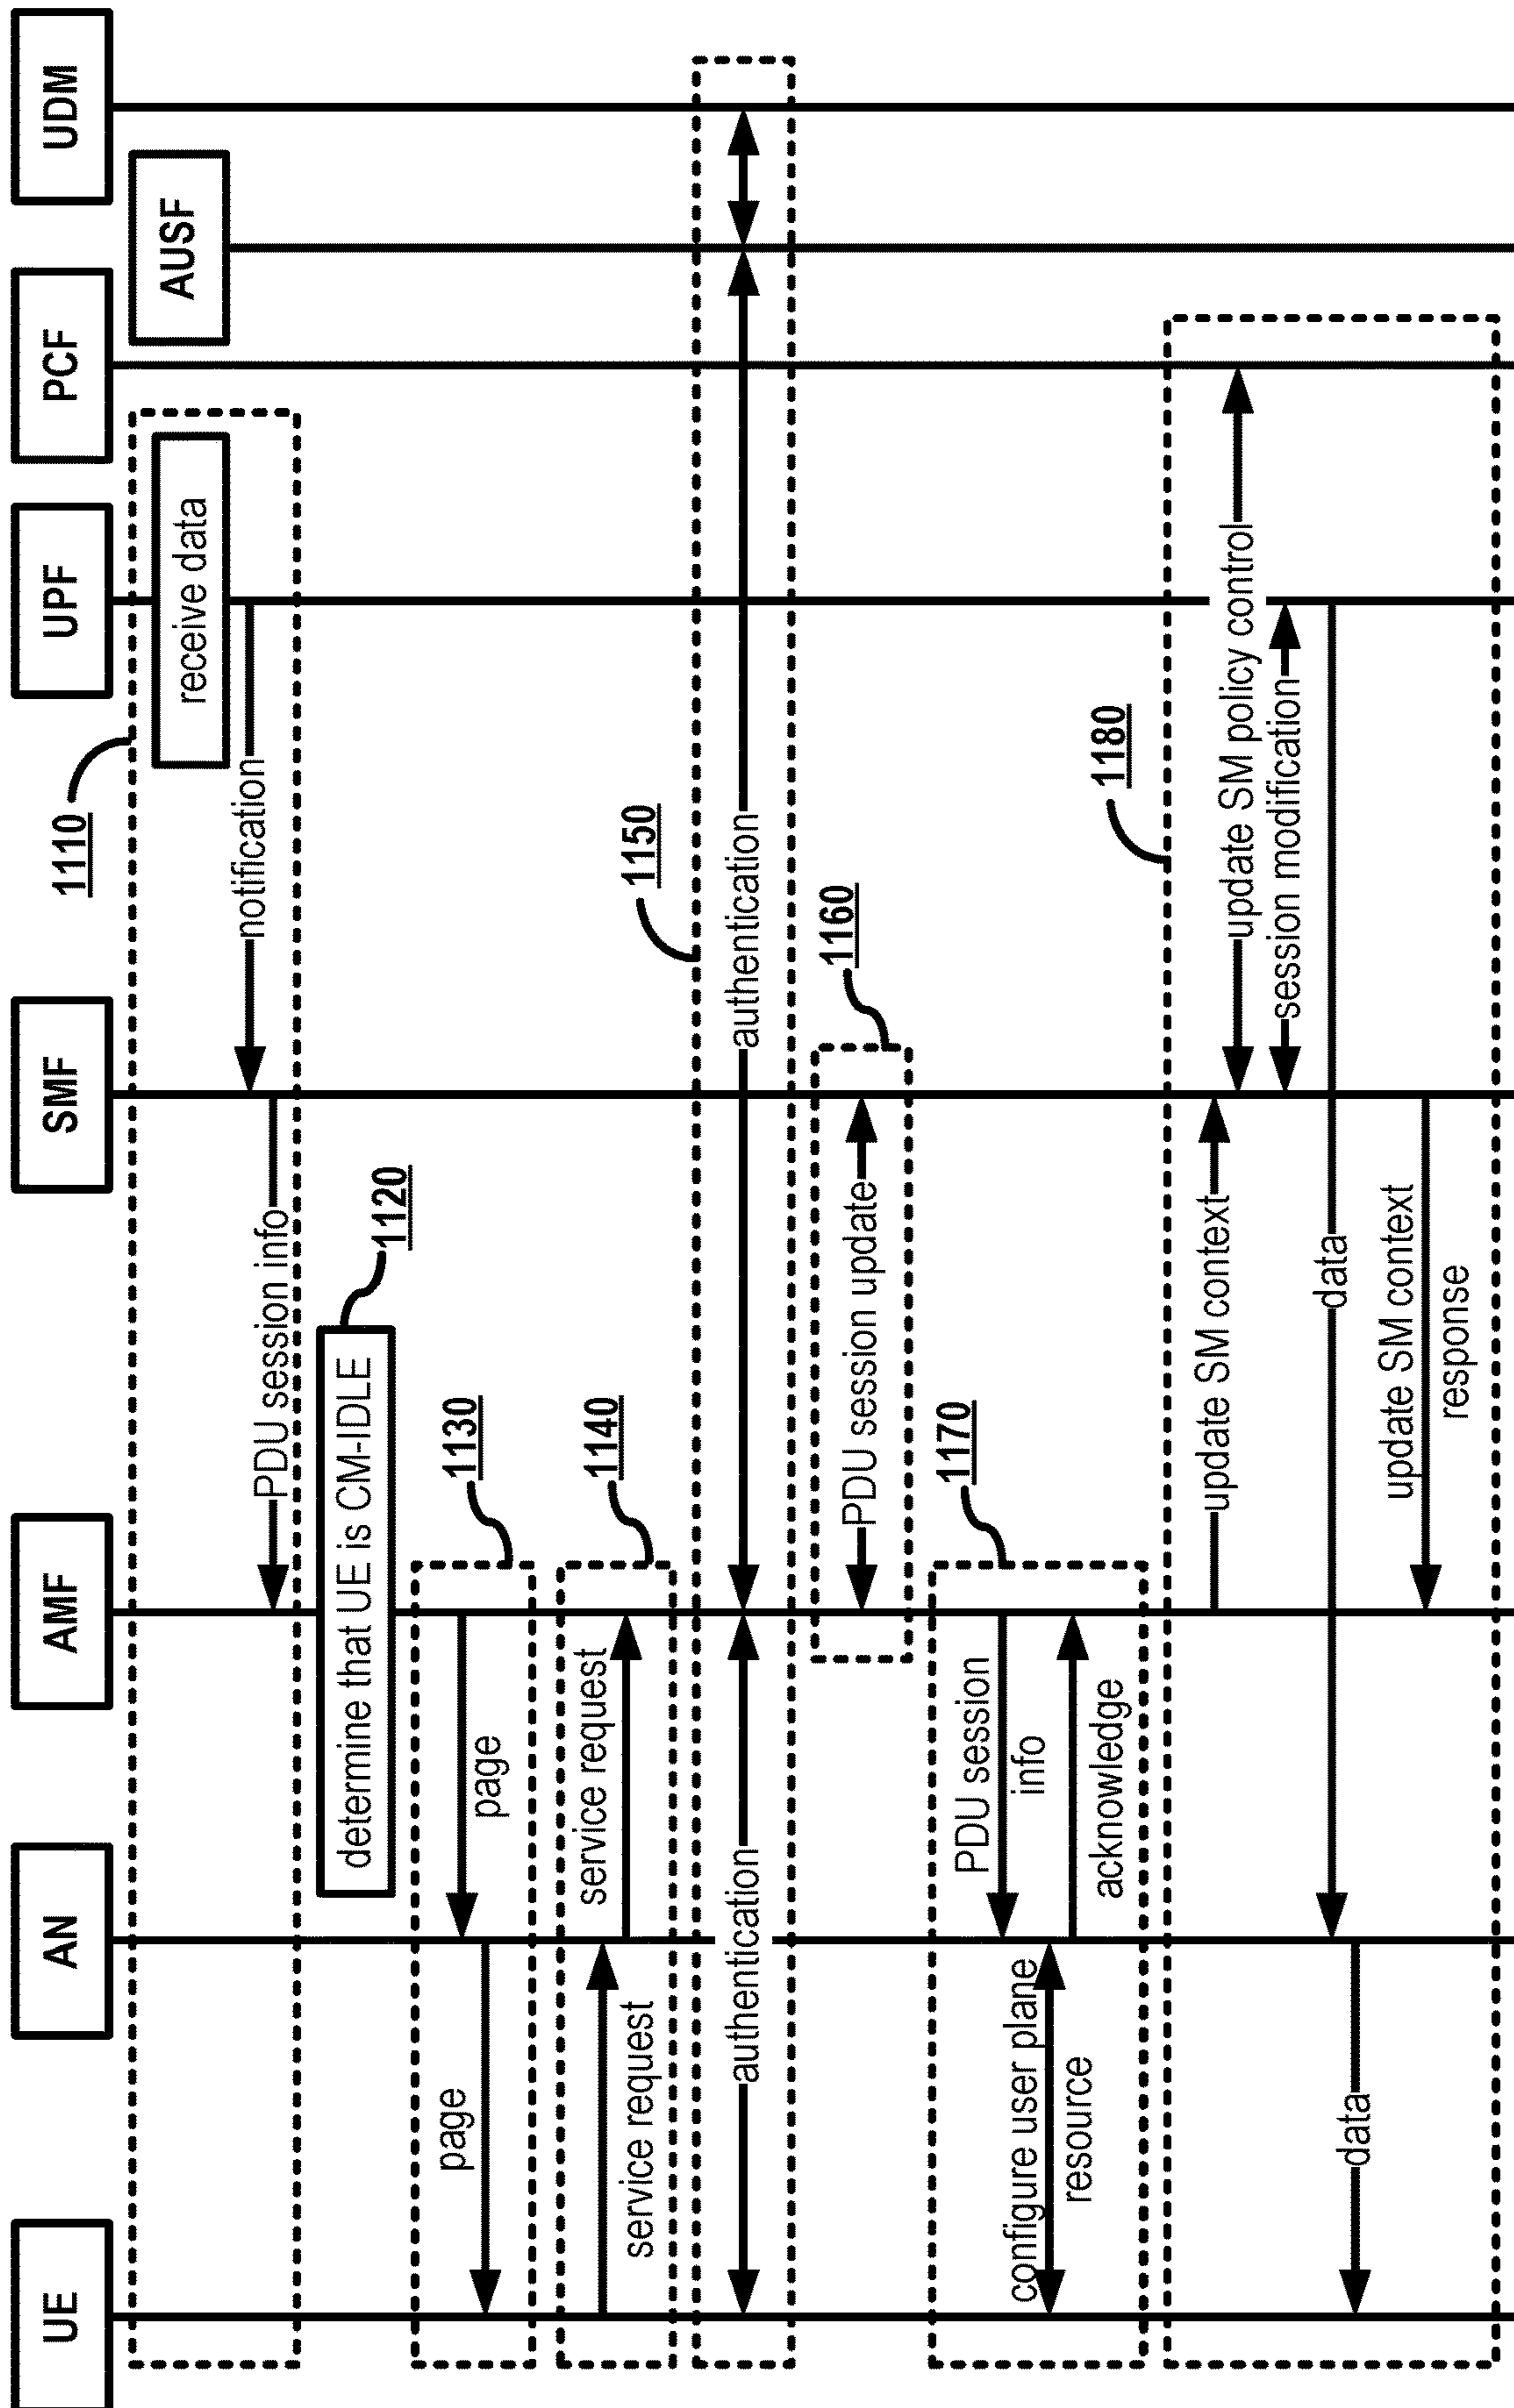 UE
AN
AMF
SMF
UPF
PCF
UDM
AUSF
1110
receive data
notification
PDU session info
determine that UE is CM-IDLE
1120
page
1130
page
service request
1140
service request
1150
authentication
authentication
1160
PDU session update
1170
PDU session
info
configure user plane
resource
acknowledge
1180
update SM context
update SM policy control
session modification
data
data
update SM context
response